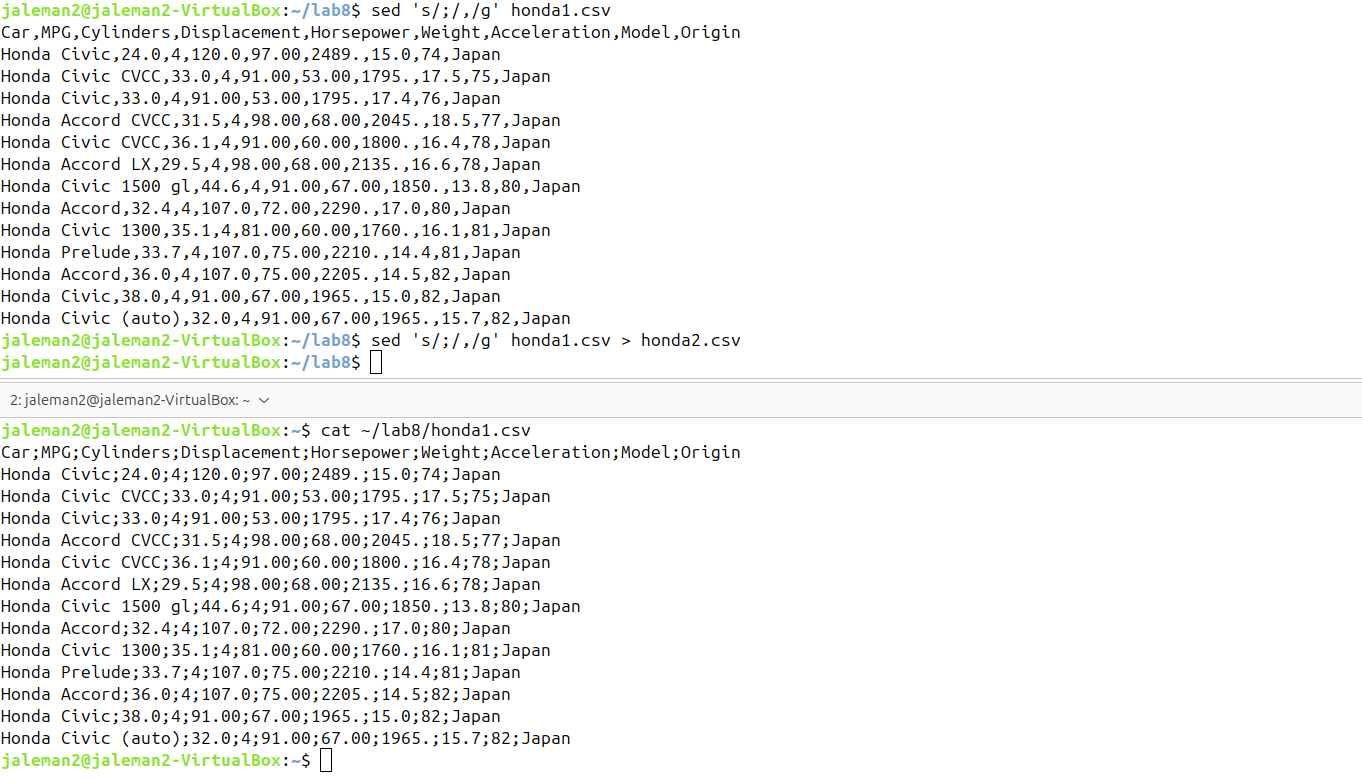 jaleman2@jaleman2-VirtualBox:~/lab8$ sed 's/;/,/g' honda1.csv
Car,MPG,Cylinders,Displacement,Horsepower,Weight,Acceleration,Model,Origin
Honda Civic,24.0,4,120.0,97.00,2489.,15.0,74,Japan
Honda Civic CVCC,33.0,4,91.00,53.00,1795.,17.5,75,Japan
Honda Civic,33.0,4,91.00,53.00,1795.,17.4,76,Japan
Honda Accord CVCC,31.5,4,98.00,68.00,2045.,18.5,77,Japan
Honda Civic CVCC,36.1,4,91.00,60.00,1800.,16.4,78,Japan
Honda Accord LX,29.5,4,98.00,68.00,2135.,16.6,78,Japan
Honda Civic 1500 gl,44.6,4,91.00,67.00,1850.,13.8,80,Japan
Honda Accord,32.4,4,107.0,72.00,2290.,17.0,80,Japan
Honda Civic 1300,35.1,4,81.00,60.00,1760.,16.1,81,Japan
Honda Prelude,33.7,4,107.0,75.00,2210.,14.4,81,Japan
Honda Accord,36.0,4,107.0,75.00,2205.,14.5,82,Japan
Honda Civic,38.0,4,91.00,67.00,1965.,15.0,82,Japan
Honda Civic (auto),32.0,4,91.00,67.00,1965.,15.7,82,Japan
jaleman2@jaleman2-VirtualBox:~/lab8$ sed 's/;/,/g' honda1.csv > honda2.csv
jaleman2@jaleman2-VirtualBox:~/lab8$
2: jaleman2@jaleman2-VirtualBox: ~
jaleman2@jaleman2-VirtualBox:~$ cat ~/lab8/honda1.csv
Car;MPG;Cylinders;Displacement;Horsepower;Weight;Acceleration;Model;Origin
Honda Civic;24.0;4;120.0;97.00;2489.;15.0;74;Japan
Honda Civic CVCC;33.0;4;91.00;53.00;1795.;17.5;75;Japan
Honda Civic;33.0;4;91.00;53.00;1795.;17.4;76;Japan
Honda Accord CVCC;31.5;4;98.00;68.00;2045.;18.5;77;Japan
Honda Civic CVCC;36.1;4;91.00;60.00;1800.;16.4;78;Japan
Honda Accord LX;29.5;4;98.00;68.00;2135.;16.6;78;Japan
Honda Civic 1500 gl;44.6;4;91.00;67.00;1850.;13.8;80;Japan
Honda Accord;32.4;4;107.0;72.00;2290.;17.0;80;Japan
Honda Civic 1300;35.1;4;81.00;60.00;1760.;16.1;81;Japan
Honda Prelude;33.7;4;107.0;75.00;2210.;14.4;81;Japan
Honda Accord;36.0;4;107.0;75.00;2205.;14.5;82;Japan
Honda Civic;38.0;4;91.00;67.00;1965.;15.0;82;Japan
Honda Civic (auto);32.0;4;91.00;67.00;1965.;15.7;82;Japan
jaleman2@jaleman2-VirtualBox:~$